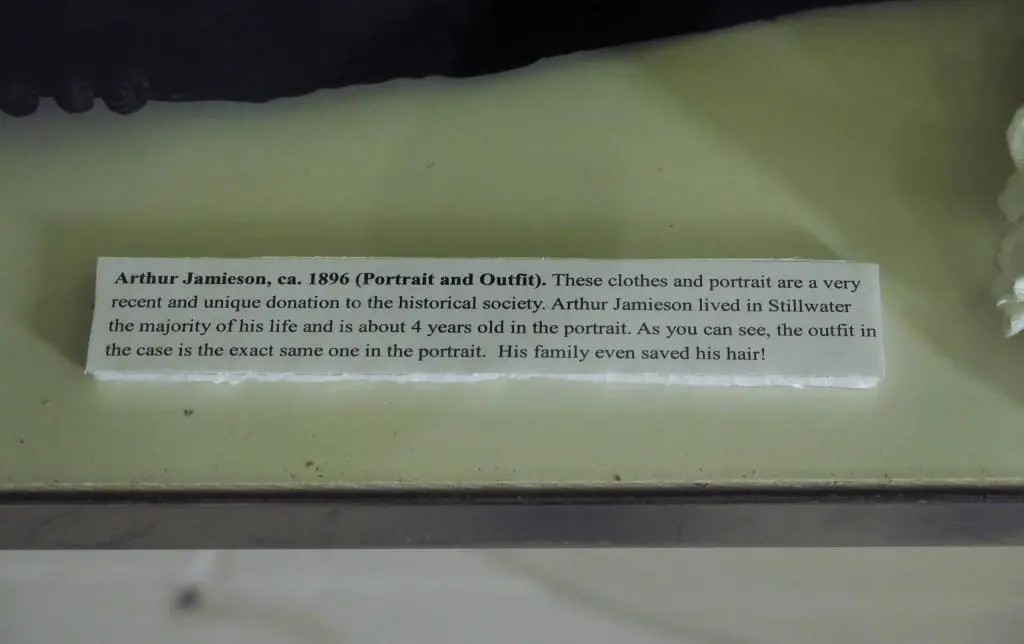 Arthur Jamieson, ca. 1896 (Portrait and Outfit). These clothes and portrait are a very
recent and unique donation to the historical society. Arthur Jamieson lived in Stillwater
the majority of his life and is about 4 years old in the portrait. As you can see, the outfit in
the case is the exact same one in the portrait.  His family even saved his hair!